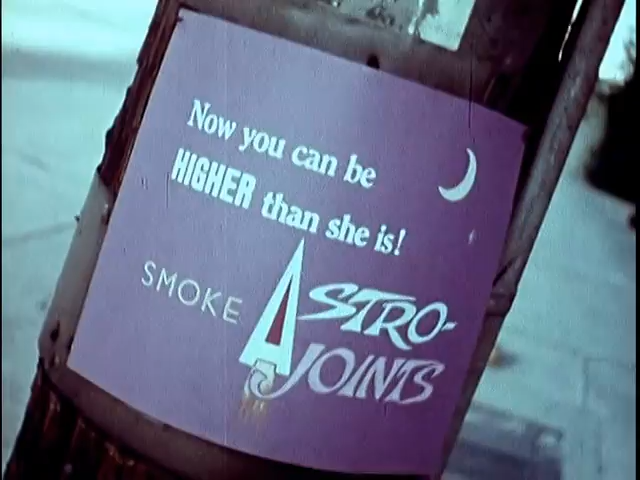 Now you can be
HIGHER than she is!
SMOKE ASTRO-
JOINTS